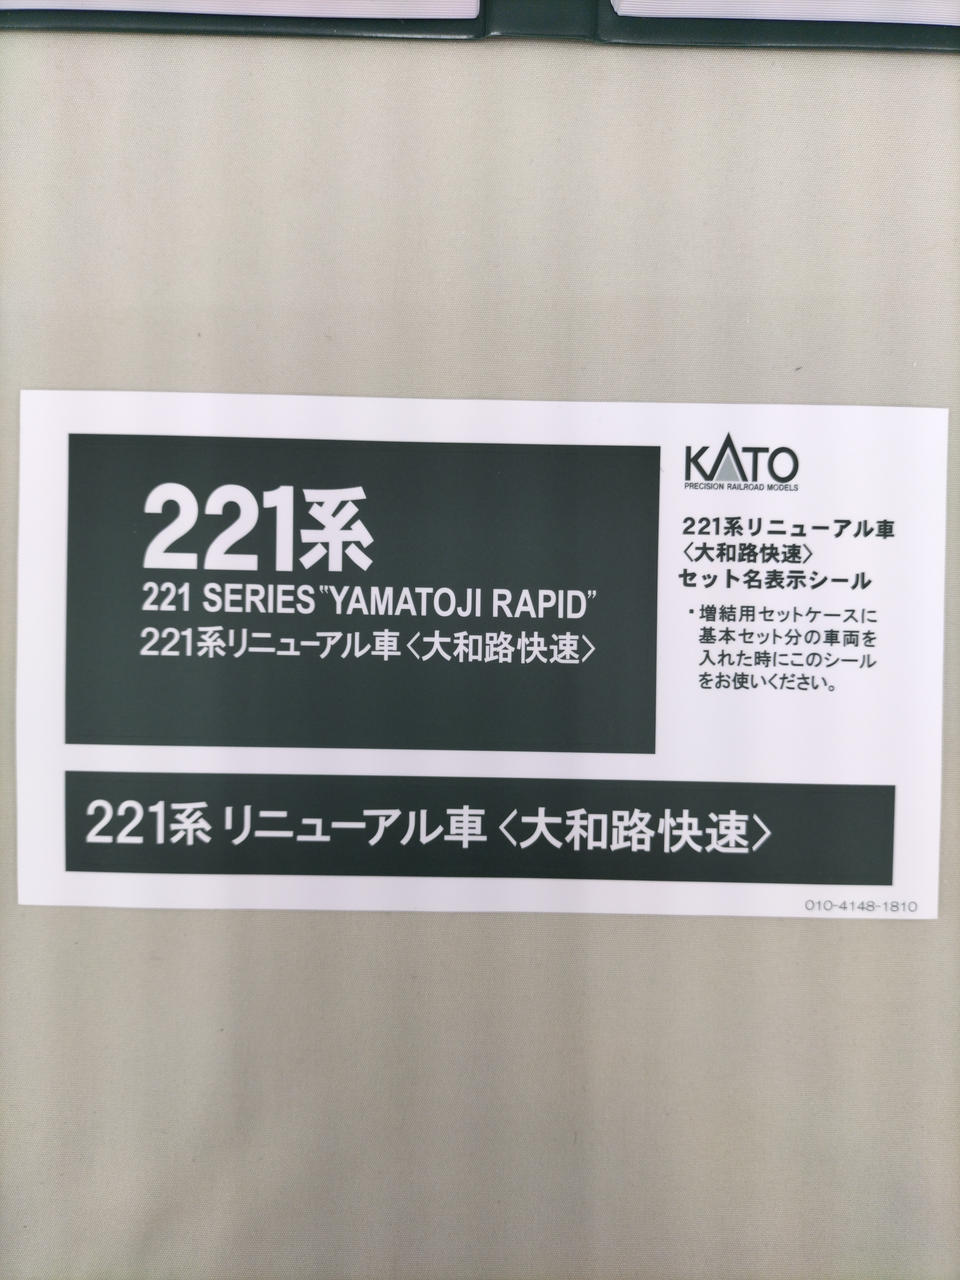 221系
221 SERIES "YAMATOJI RAPID"
221系リニューアル車〈大和路快速〉
KATO
PRECISION RAILROAD MODELS
221系リニューアル車
〈大和路快速〉
セット名表示シール
・増結用セットケースに
基本セット分の車両を
入れた時にこのシール
をお使いください。
221系 リニューアル車〈大和路快速〉
010-4148-1810